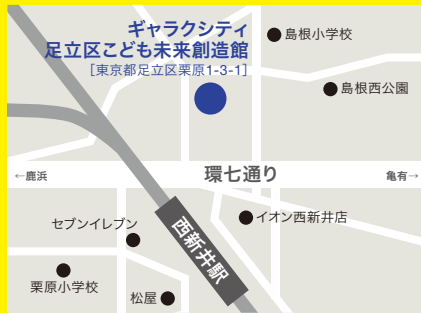 ギャラクシティ
足立区こども未来創造館
[東京都足立区栗原1-3-1]
島根小学校
島根西公園
←鹿浜
環七通り
亀有→
セブンイレブン
西新井駅
イオン西新井店
栗原小学校
松屋